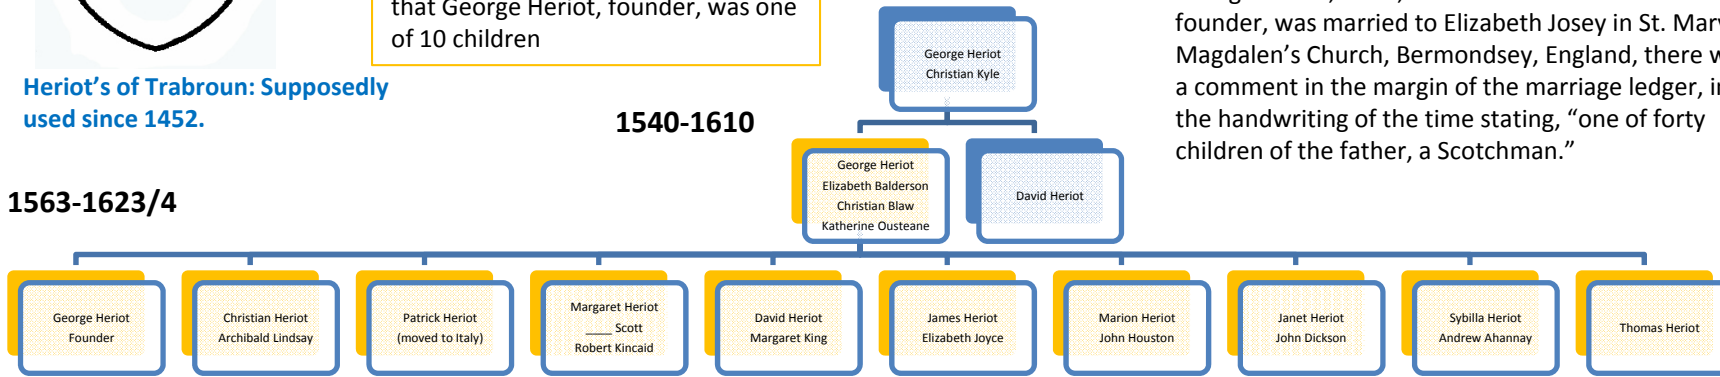 that George Heriot, founder, was one
of 10 children
Heriot's of Trabroun: Supposedly
used since 1452.
founder, was married to Elizabeth Josey in St. Mary
Magdalen's Church, Bermondsey, England, there
a comment in the margin of the marriage ledger, in
the handwriting of the time stating, "one of forty
children of the father, a Scotchman."
George Heriot
Christian Kyle
1540-1610
George Heriot
Elizabeth Balderson
Christian Blaw
Katherine Ousteane
David Heriot
1563-1623/4
George Heriot
Founder
Christian Heriot
Archibald Lindsay
Patrick Heriot
(moved to Italy)
Margaret Heriot
____ Scott
Robert Kincaid
David Heriot
Margaret King
James Heriot
Elizabeth Joyce
Marion Heriot
John Houston
Janet Heriot
John Dickson
Sybilla Heriot
Andrew Ahannay
Thomas Heriot